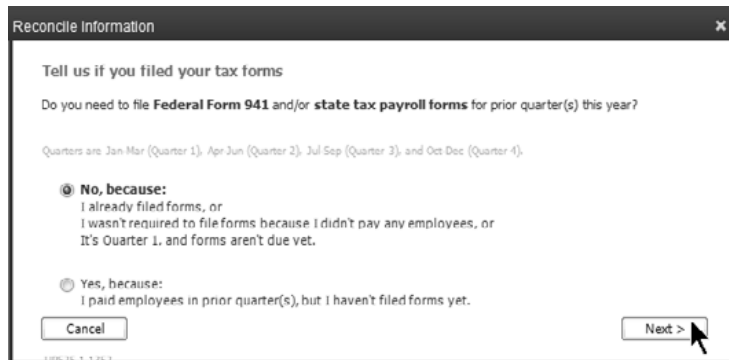 Reconcile Information
Tell us if you filed your tax forms
Do you need to file Federal Form 941 and/or state tax payroll forms for prior quarter(s) this year?
Quarters are Jan-Mar (Quarter 1), Apr-Jun (Quarter 2), Jul-Sep (Quarter 3), and Oct-Dec (Quarter 4).
No, because:
I already filed forms, or
I wasn't required to file forms because I didn't pay any employees, or
It's Quarter 1, and forms aren't due yet.
Yes, because:
I paid employees in prior quarter(s), but I haven't filed forms yet.
Cancel
Next >